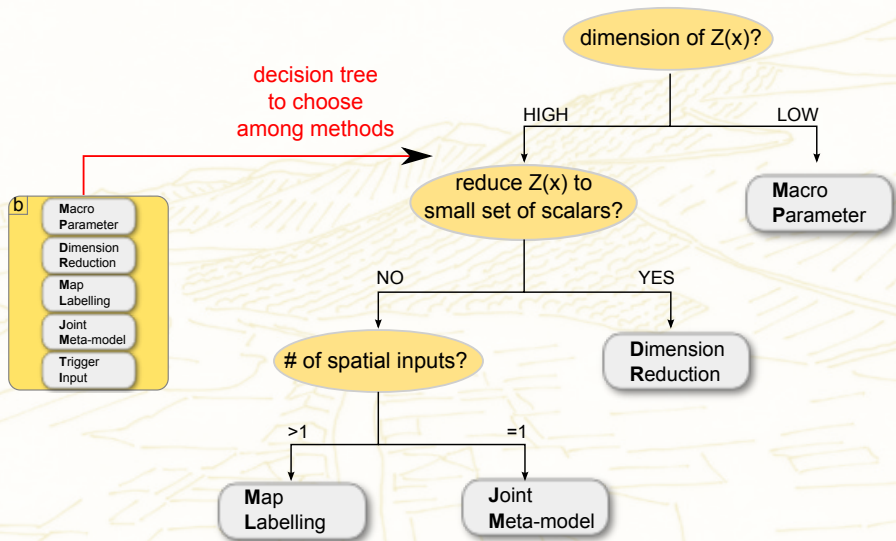 dimension of Z(x)?
decision tree
to choose
among methods
HIGH
LOW
reduce Z(x) to
small set of scalars?
Macro
Parameter
b
Macro
Parameter
Dimension
Reduction
Map
Labelling
Joint
Meta-model
Trigger
Input
NO
YES
# of spatial inputs?
Dimension
Reduction
>1
=1
Map
Labelling
Joint
Meta-model